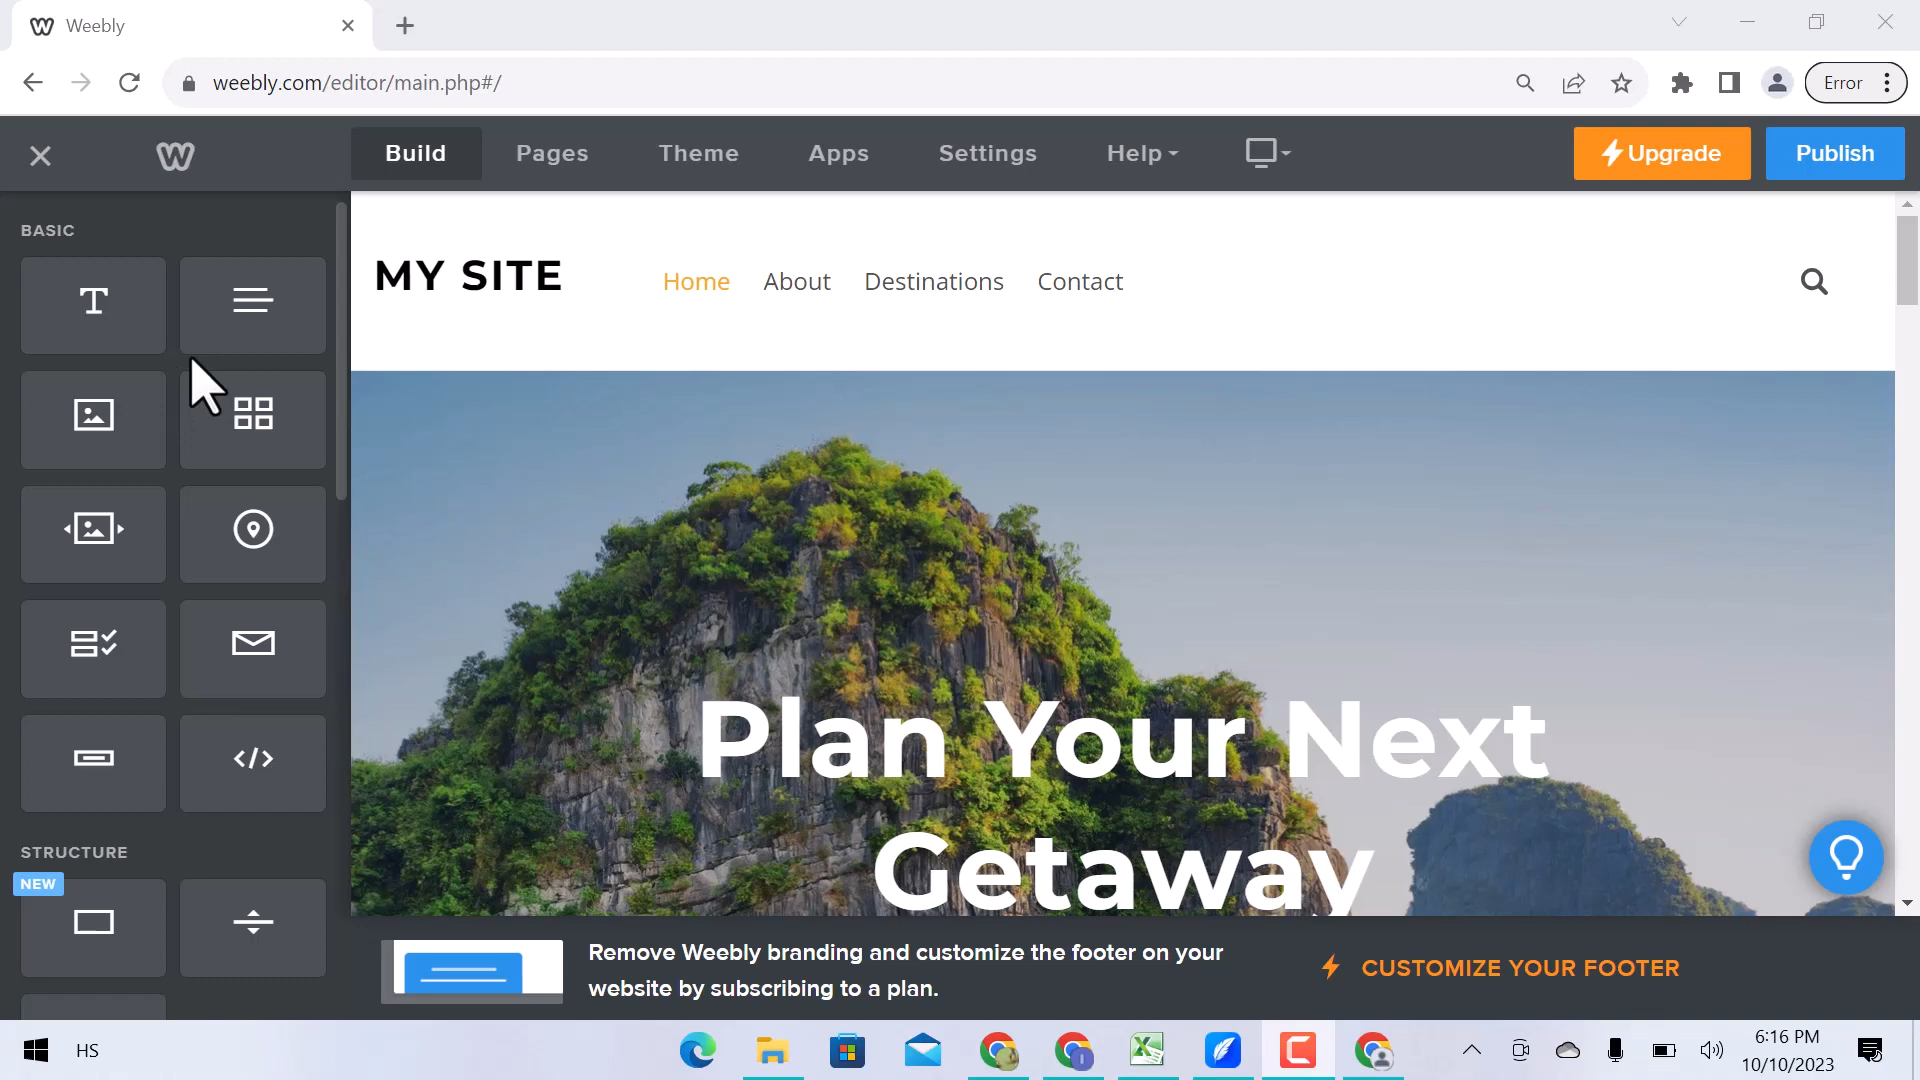 Weebly
weebly.com/editor/main.php#/
Error
Build
Pages
Theme
Apps
Settings
Help
Upgrade
Publish
BASIC
MY SITE
Home
About
Destinations
Contact
Plan Your Next
Getaway
STRUCTURE
NEW
Remove Weebly branding and customize the footer on your
website by subscribing to a plan.
CUSTOMIZE YOUR FOOTER
HS
6:16 PM
10/10/2023